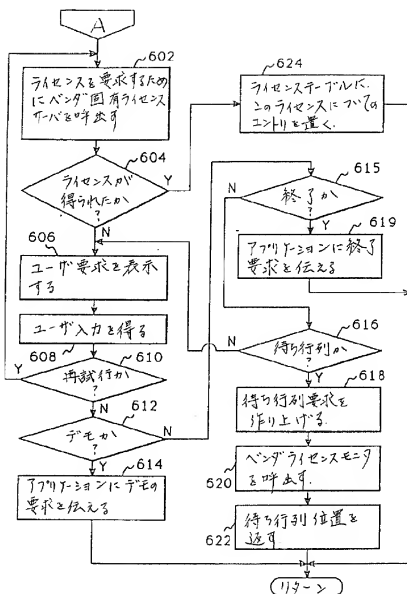 A
602
ライセンスを要求するため
にベンダ固有ライセンス
サーバを呼出す
624
ライセンステーブルに、
このライセンスについての
エントリを置く。
604
ライセンスが
得られたか
?
Y
N
606
ユーザ要求を表示
する
ユーザ入力を得る
608
610
再試行か
?
Y
N
612
デモか
?
N
Y
614
アプリケーションにデモの
要求を伝える
615
終了か
?
N
Y
619
アプリケーションに終了
要求を伝える
616
待ち行列か
?
N
Y
618
待ち行列要求を
作り上げる
ベンダライセンスモニタ
を呼出す.
620
待ち行列位置を
返す
622
リターン